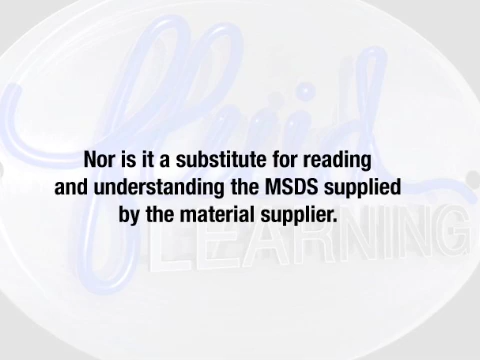 Nor is it a substitute for reading
and understanding the MSDS supplied
by the material supplier.
fluid
LEARNING